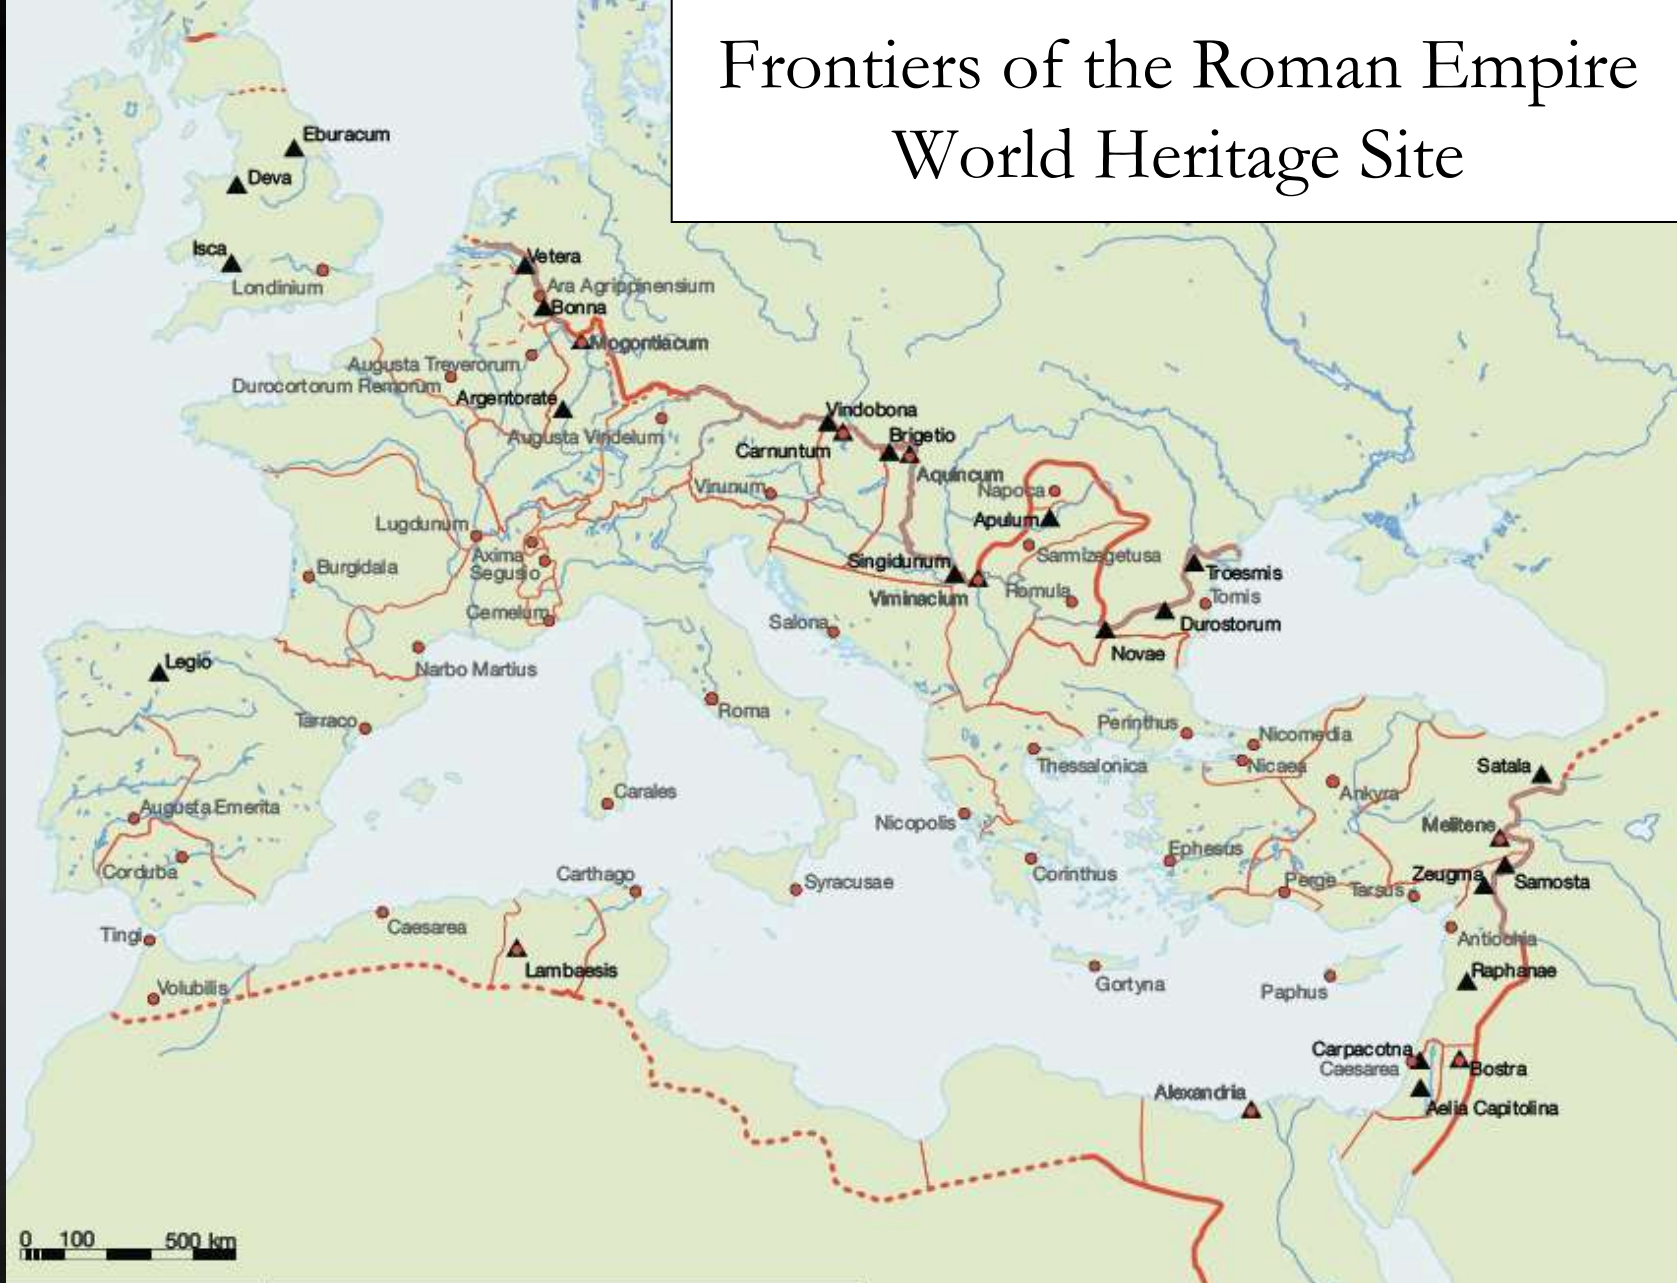 Frontiers of the Roman Empire
World Heritage Site
Eburacum
Deva
Isca
Londinium
Vetera
Ara Agrippinensium
Bonna
Mogontiacum
Augusta Treverorum
Durocortorum Remorum
Argentorate
Augusta Vindelum
Vindobona
Carnuntum
Brigetio
Aquincum
Virunum
Napoca
Apulum
Lugdunum
Axima
Segusio
Sarmizegetusa
Singidunum
Viminacium
Burgidala
Romula
Troesmis
Tomis
Cemelum
Salona
Durostorum
Novae
Legio
Narbo Martius
Roma
Tarraco
Perinthus
Nicomedia
Thessalonica
Nicaea
Satala
Carales
Ankyra
Augusta Emerita
Nicopolis
Melitene
Ephesus
Corduba
Carthago
Syracusae
Corinthus
Perge
Tarsus
Zeugma
Samosta
Tingi
Caesarea
Antiochia
Lambaesis
Raphanae
Volubilis
Gortyna
Paphus
Carpacotna
Caesarea
Bostra
Alexandria
Aelia Capitolina
0 100 500 km